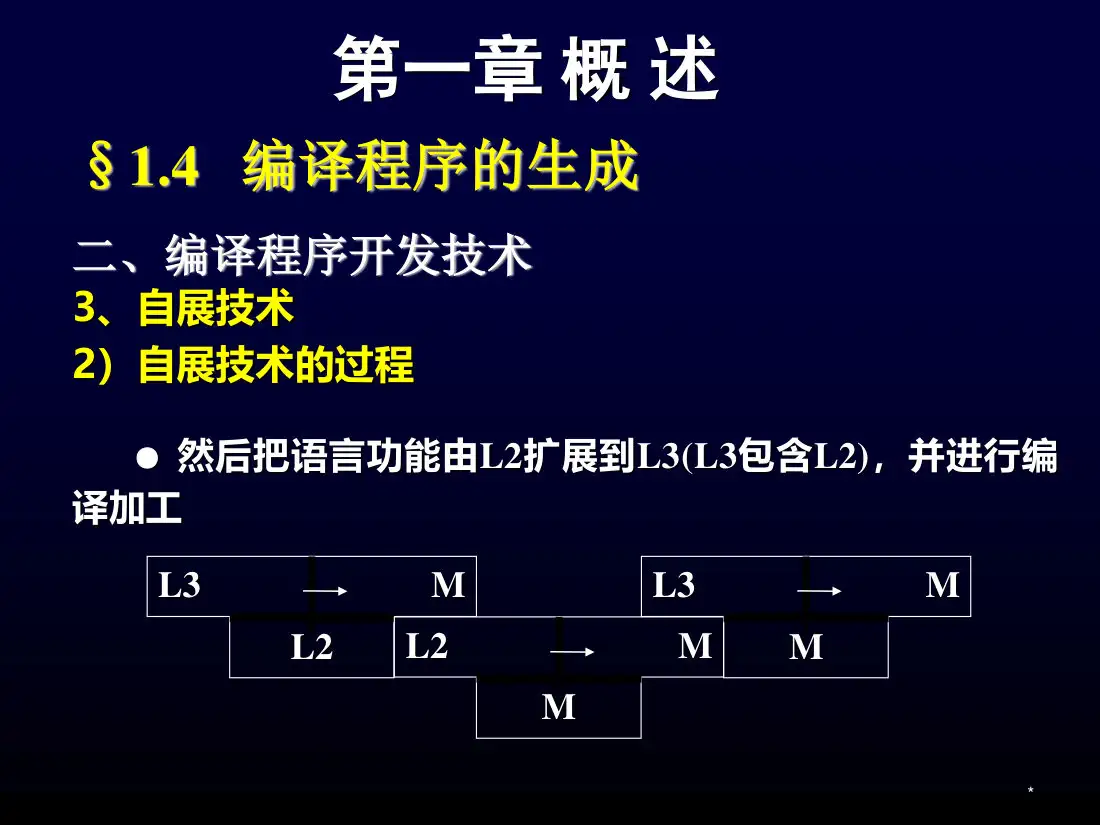 第一章 概 述
§1.4 编译程序的生成
二、编译程序开发技术
3、自展技术
2）自展技术的过程
● 然后把语言功能由L2扩展到L3(L3包含L2)，并进行编
译加工
L3 → M L3 → M
L2 L2 → M M
M
*